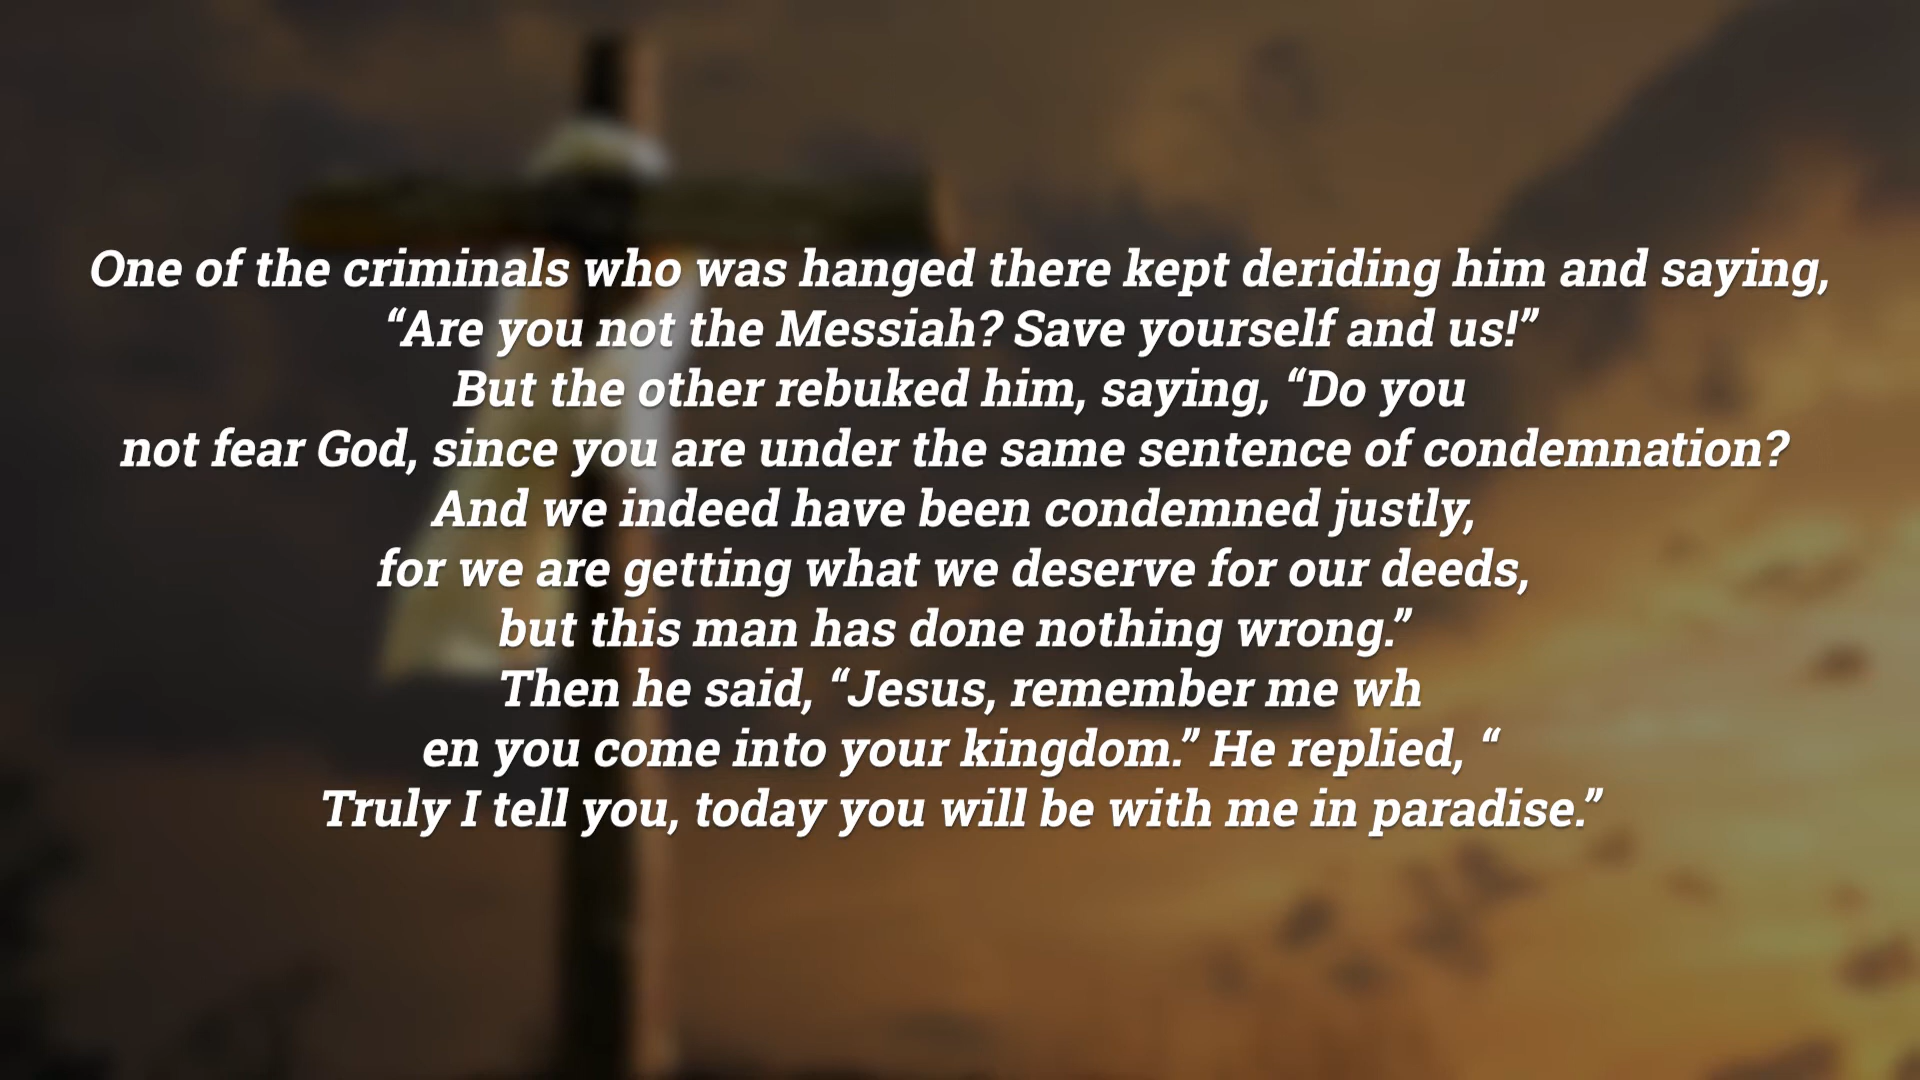 One of the criminals who was hanged there kept deriding him and saying,
“Are you not the Messiah? Save yourself and us!”
But the other rebuked him, saying, “Do you
not fear God, since you are under the same sentence of condemnation?
And we indeed have been condemned justly,
for we are getting what we deserve for our deeds,
but this man has done nothing wrong.”
Then he said, “Jesus, remember me wh
en you come into your kingdom.” He replied, “
Truly I tell you, today you will be with me in paradise.”